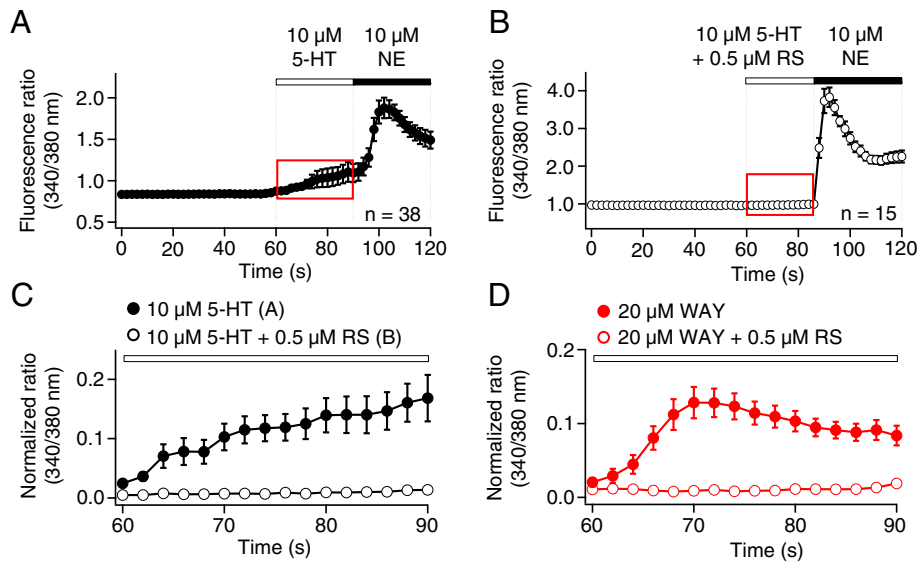 A
10 µM
5-HT
10 µM
NE
Fluorescence ratio
(340/380 nm)
2.0
1.5
1.0
0.5
n = 38
0 20 40 60 80 100 120
Time (s)
B
10 µM 5-HT
+ 0.5 µM RS
10 µM
NE
Fluorescence ratio
(340/380 nm)
4.0
3.0
2.0
1.0
n = 15
0 20 40 60 80 100 120
Time (s)
C
10 µM 5-HT (A)
10 µM 5-HT + 0.5 µM RS (B)
Normalized ratio
(340/380 nm)
0.2
0.1
0.0
60 70 80 90
Time (s)
D
20 µM WAY
20 µM WAY + 0.5 µM RS
Normalized ratio
(340/380 nm)
0.2
0.1
0.0
60 70 80 90
Time (s)